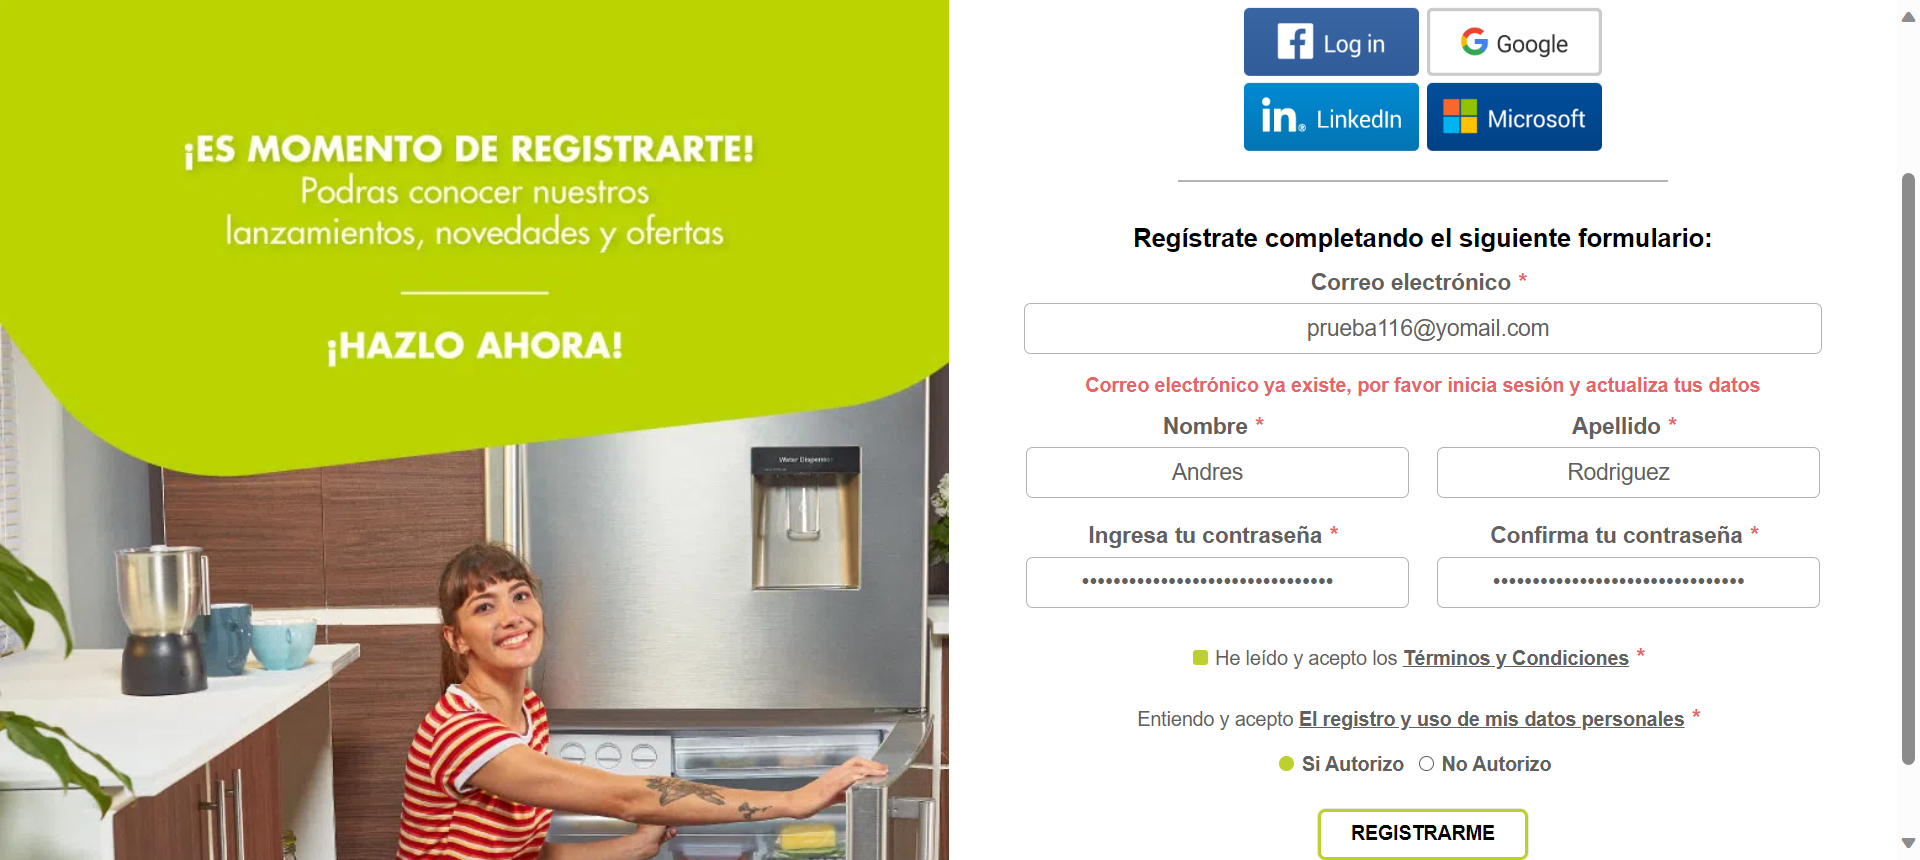 ¡ES MOMENTO DE REGISTRARTE!
Podras conocer nuestros
lanzamientos, novedades y ofertas
¡HAZLO AHORA!
Water Dispenser
Log in
Google
in. LinkedIn
Microsoft
Regístrate completando el siguiente formulario:
Correo electrónico *
prueba116@yomail.com
Correo electrónico ya existe, por favor inicia sesión y actualiza tus datos
Nombre *
Apellido *
Andres
Rodriguez
Ingresa tu contraseña *
Confirma tu contraseña *
••••••••••••••••••••••••••••••••
••••••••••••••••••••••••••••••••
He leído y acepto los Términos y Condiciones *
Entiendo y acepto El registro y uso de mis datos personales *
Si Autorizo
No Autorizo
REGISTRARME